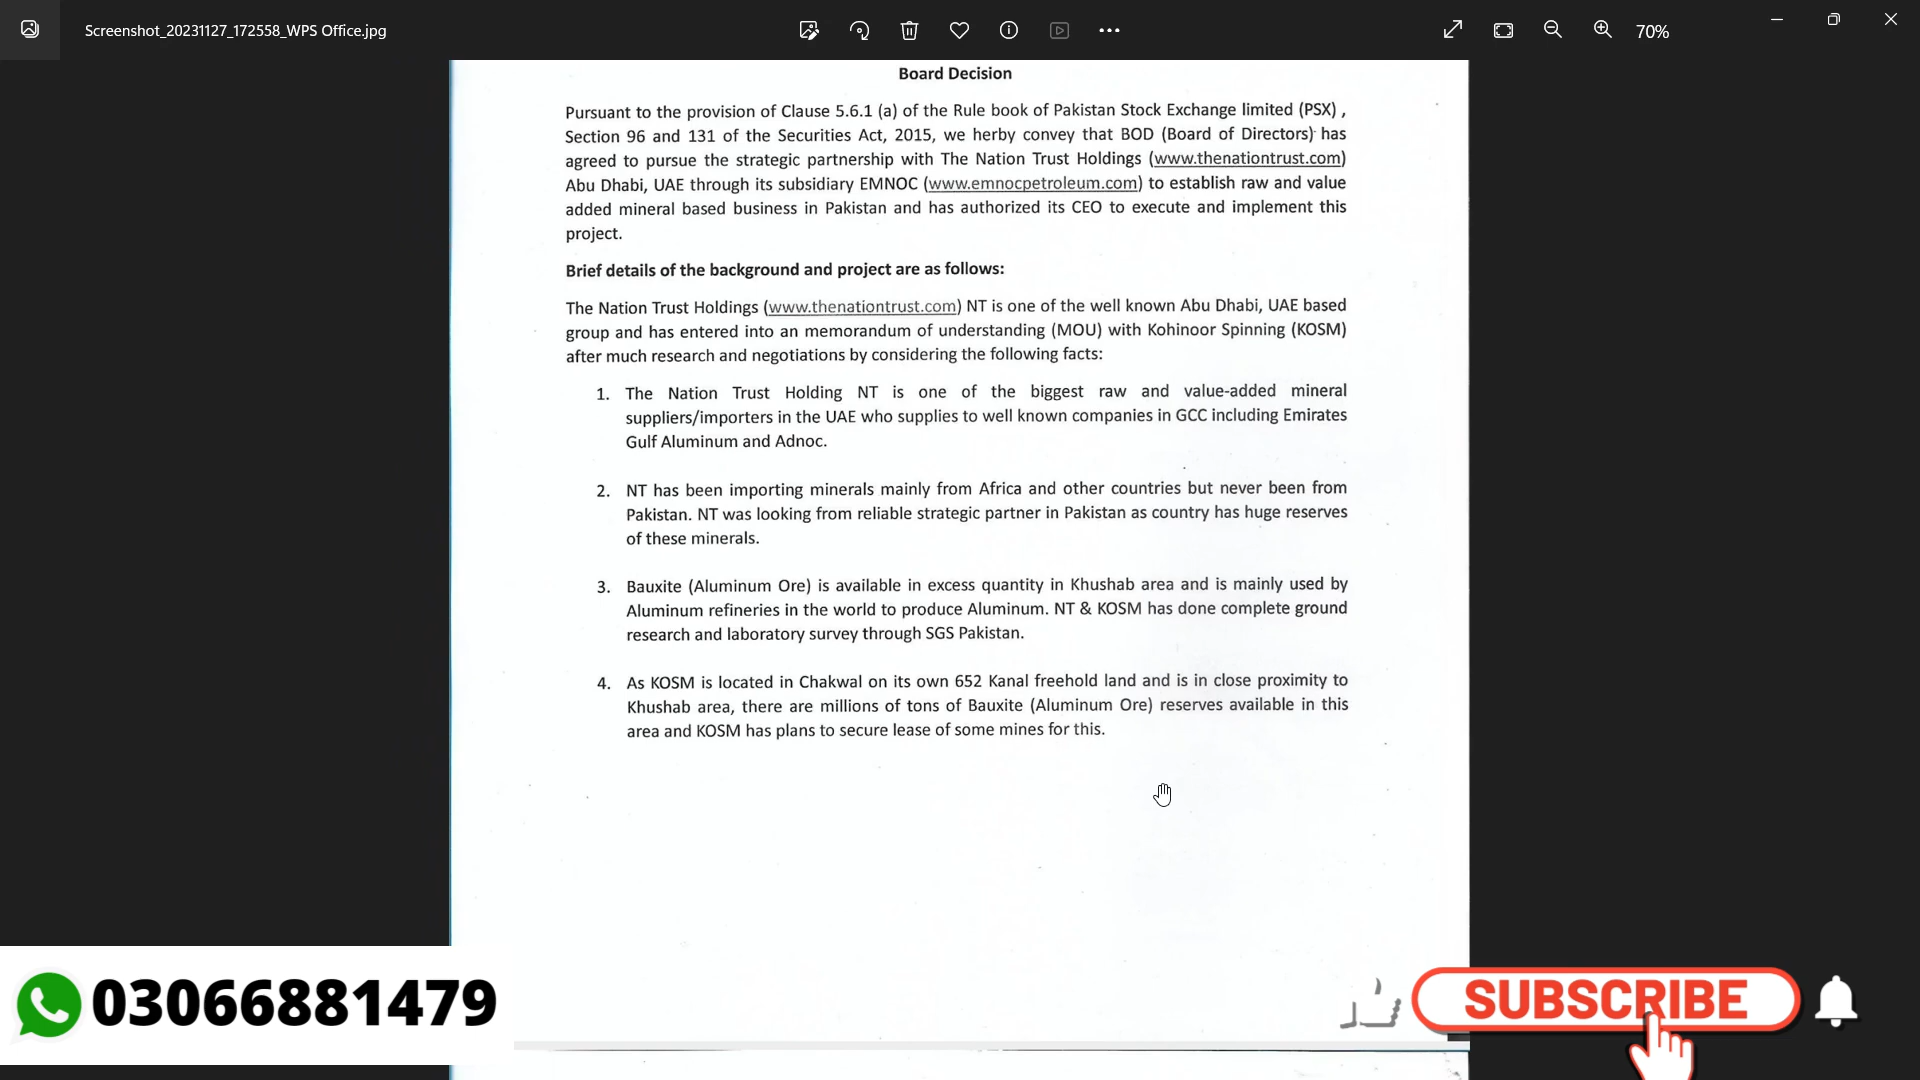 Screenshot_20231127_172558_WPS Office.jpg
70%
Board Decision
Pursuant to the provision of Clause 5.6.1 (a) of the Rule book of Pakistan Stock Exchange limited (PSX) ,
Section 96 and 131 of the Securities Act, 2015, we herby convey that BOD (Board of Directors) has
agreed to pursue the strategic partnership with The Nation Trust Holdings (www.thenationtrust.com)
Abu Dhabi, UAE through its subsidiary EMNOC (www.emnocpetroleum.com) to establish raw and value
added mineral based business in Pakistan and has authorized its CEO to execute and implement this
project.
Brief details of the background and project are as follows:
The Nation Trust Holdings (www.thenationtrust.com) NT is one of the well known Abu Dhabi, UAE based
group and has entered into an memorandum of understanding (MOU) with Kohinoor Spinning (KOSM)
after much research and negotiations by considering the following facts:
1. The Nation Trust Holding NT is one of the biggest raw and value-added mineral
suppliers/importers in the UAE who supplies to well known companies in GCC including Emirates
Gulf Aluminum and Adnoc.
2. NT has been importing minerals mainly from Africa and other countries but never been from
Pakistan. NT was looking from reliable strategic partner in Pakistan as country has huge reserves
of these minerals.
3. Bauxite (Aluminum Ore) is available in excess quantity in Khushab area and is mainly used by
Aluminum refineries in the world to produce Aluminum. NT & KOSM has done complete ground
research and laboratory survey through SGS Pakistan.
4. As KOSM is located in Chakwal on its own 652 Kanal freehold land and is in close proximity to
Khushab area, there are millions of tons of Bauxite (Aluminum Ore) reserves available in this
area and KOSM has plans to secure lease of some mines for this.
03066881479
SUBSCRIBE